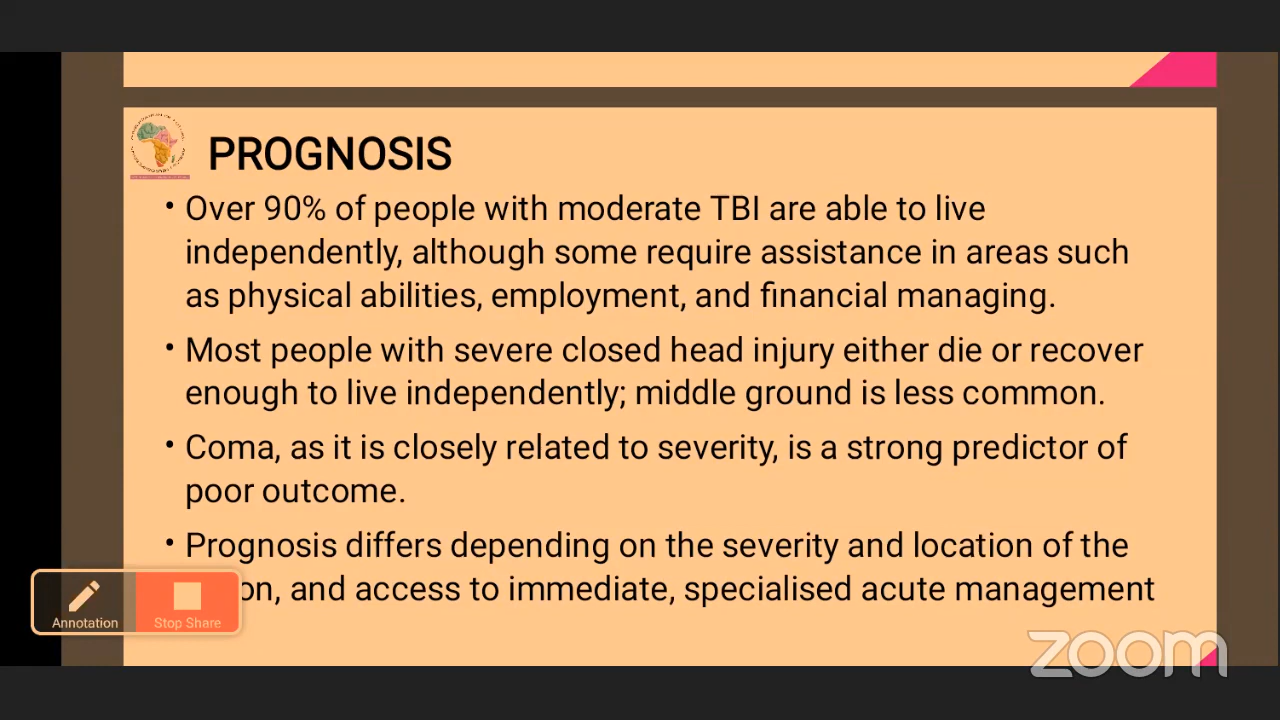 PROGNOSIS
• Over 90% of people with moderate TBI are able to live
independently, although some require assistance in areas such
as physical abilities, employment, and financial managing.
• Most people with severe closed head injury either die or recover
enough to live independently; middle ground is less common.
• Coma, as it is closely related to severity, is a strong predictor of
poor outcome.
• Prognosis differs depending on the severity and location of the
on, and access to immediate, specialised acute management
Annotation
Stop Share
zoom